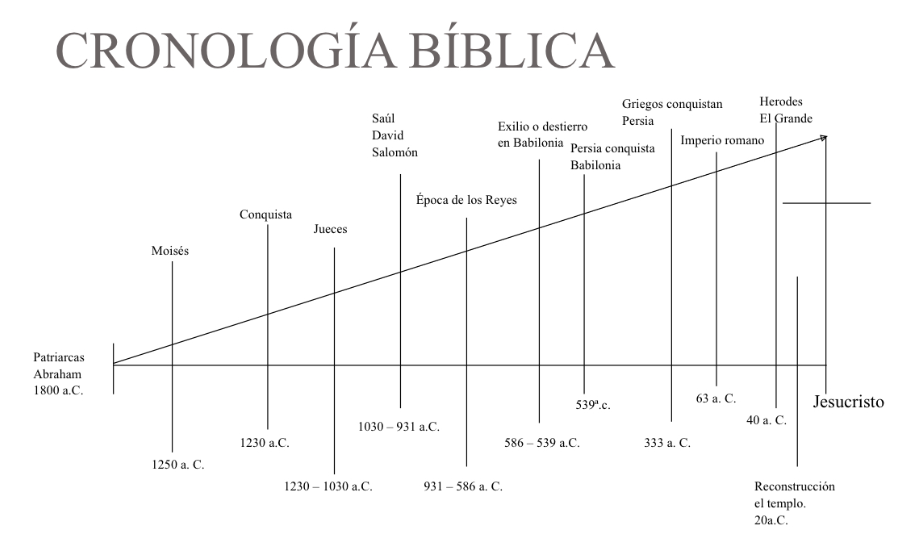 CRONOLOGÍA BÍBLICA
Patriarcas
Abraham
1800 a.C.
Moisés
1250 a. C.
Conquista
1230 a.C.
Jueces
1230 – 1030 a.C.
Saúl
David
Salomón
1030 – 931 a.C.
Época de los Reyes
931 – 586 a. C.
Exilio o destierro
en Babilonia
586 – 539 a. C.
Persia conquista
Babilonia
539ª.c.
Griegos conquistan
Persia
333 a. C.
Imperio romano
63 a. C.
Herodes
El Grande
40 a. C.
Reconstrucción
el templo.
20a.C.
Jesucristo